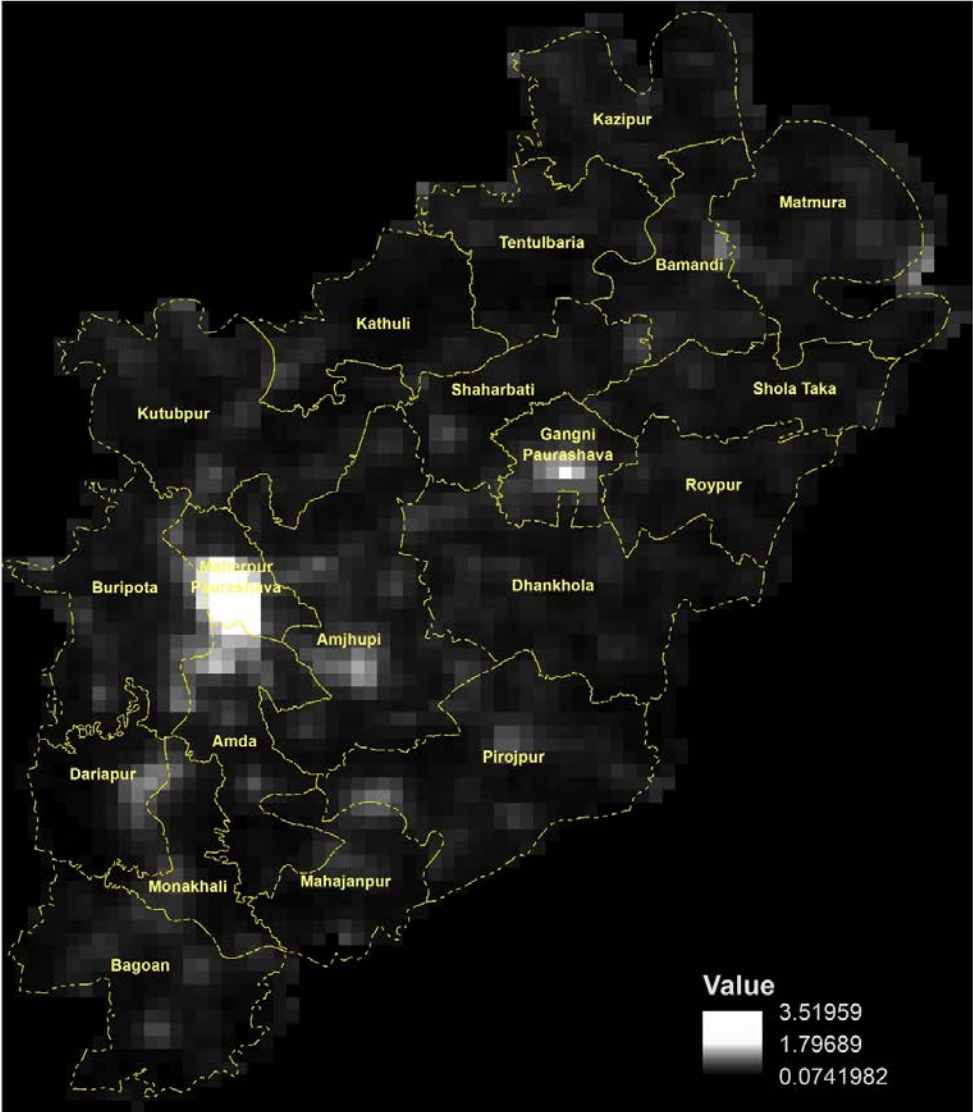 Kazipur
Matmura
Tentulbaria
Bamandi
Kathuli
Shaharbati
Shola Taka
Kutubpur
Gangni
Paurashava
Roypur
Meherpur
Paurashava
Buripota
Dhankhola
Amjhupi
Amda
Pirojpur
Dariapur
Mahajanpur
Monakhali
Bagoan
Value
3.51959
1.79689
0.0741982